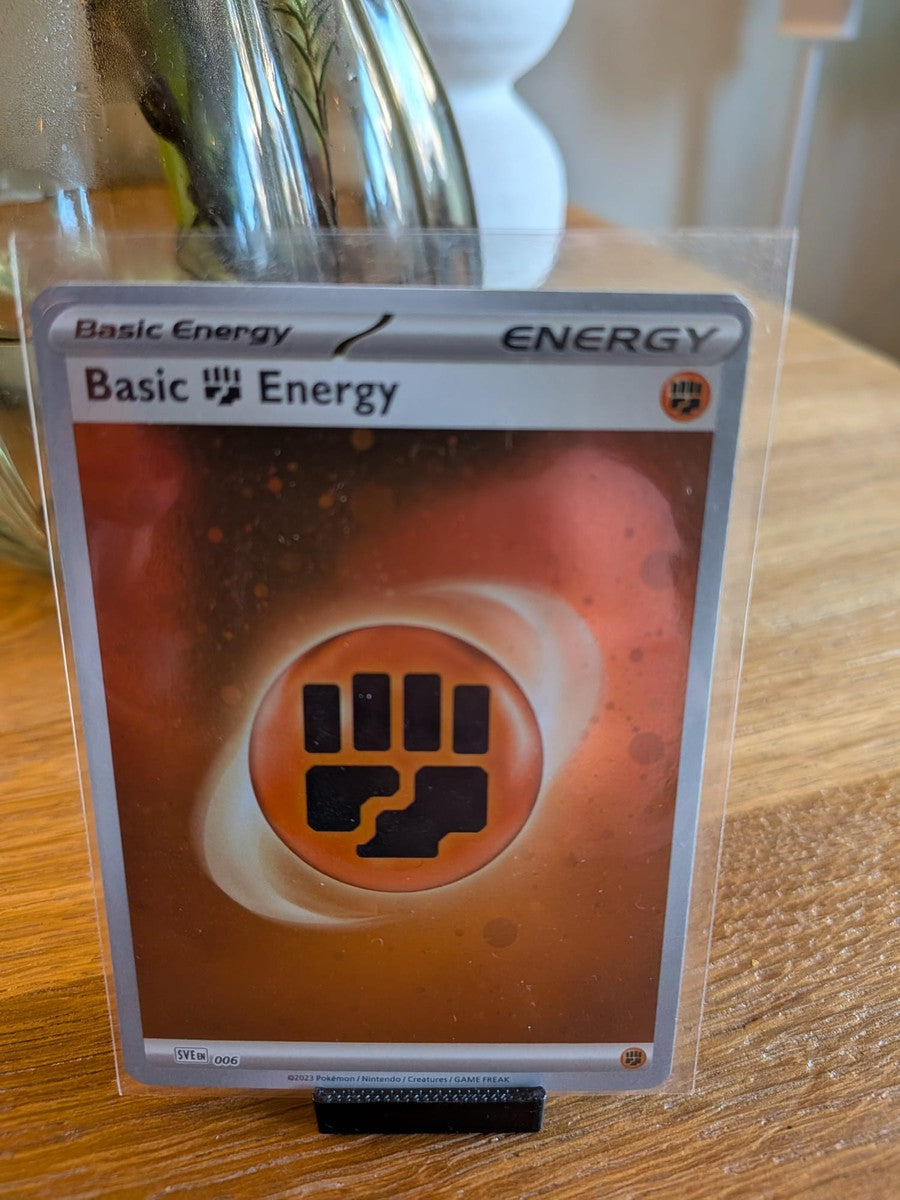 Basic Energy ENERGY
Basic Energy
SVE EN 006
©2023 Pokémon / Nintendo / Creatures / GAME FREAK